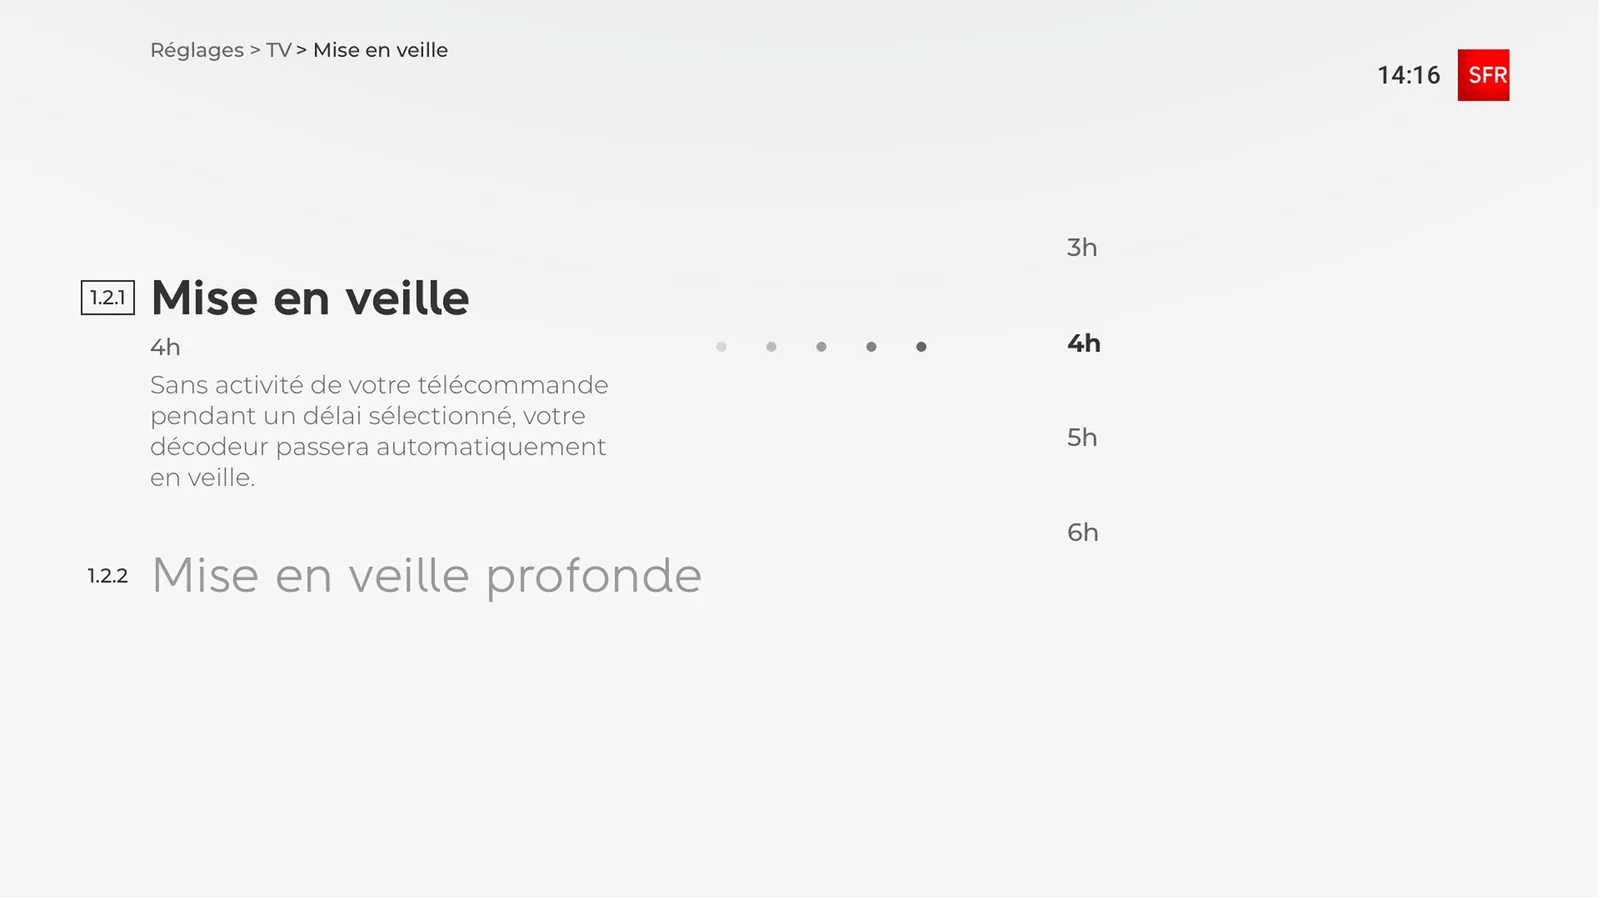 Réglages > TV > Mise en veille
14:16 SFR
3h
1.2.1 Mise en veille
4h
4h
Sans activité de votre télécommande
pendant un délai sélectionné, votre
décodeur passera automatiquement
en veille.
5h
6h
1.2.2 Mise en veille profonde